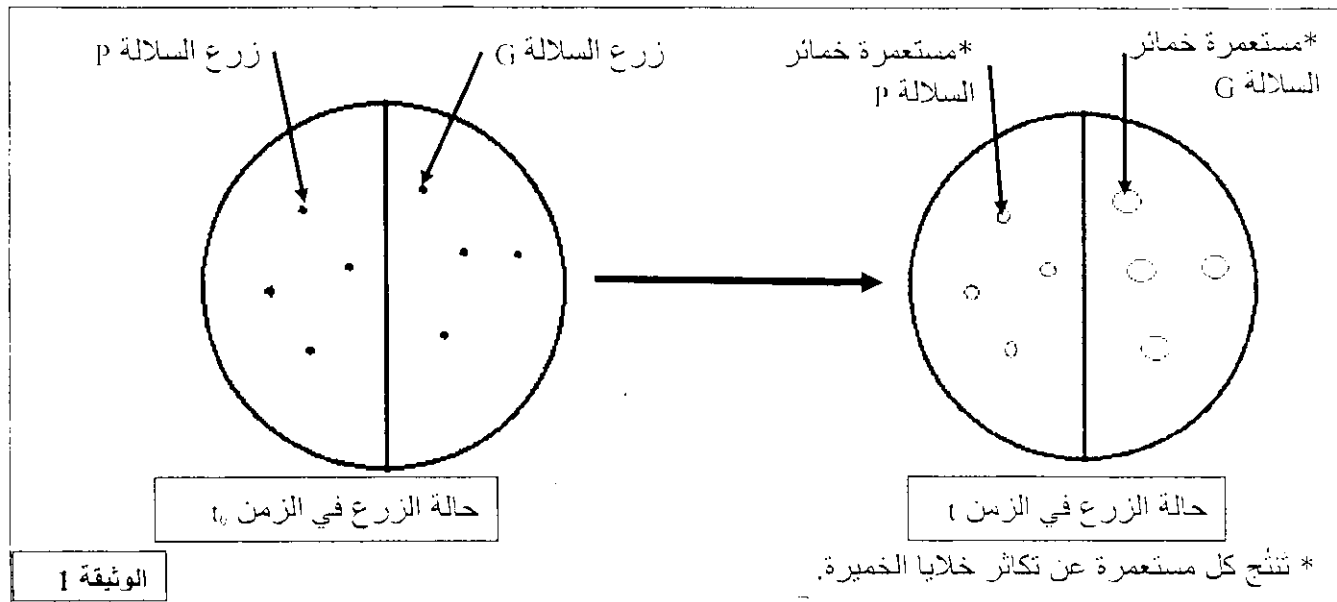 زرع السلالة P
زرع السلالة G
*مستعمرة خمائر
السلالة P
*مستعمرة خمائر
السلالة G
حالة الزرع في الزمن t₀
حالة الزرع في الزمن t
* تنتج كل مستعمرة عن تكاثر خلايا الخميرة.
الوثيقة 1